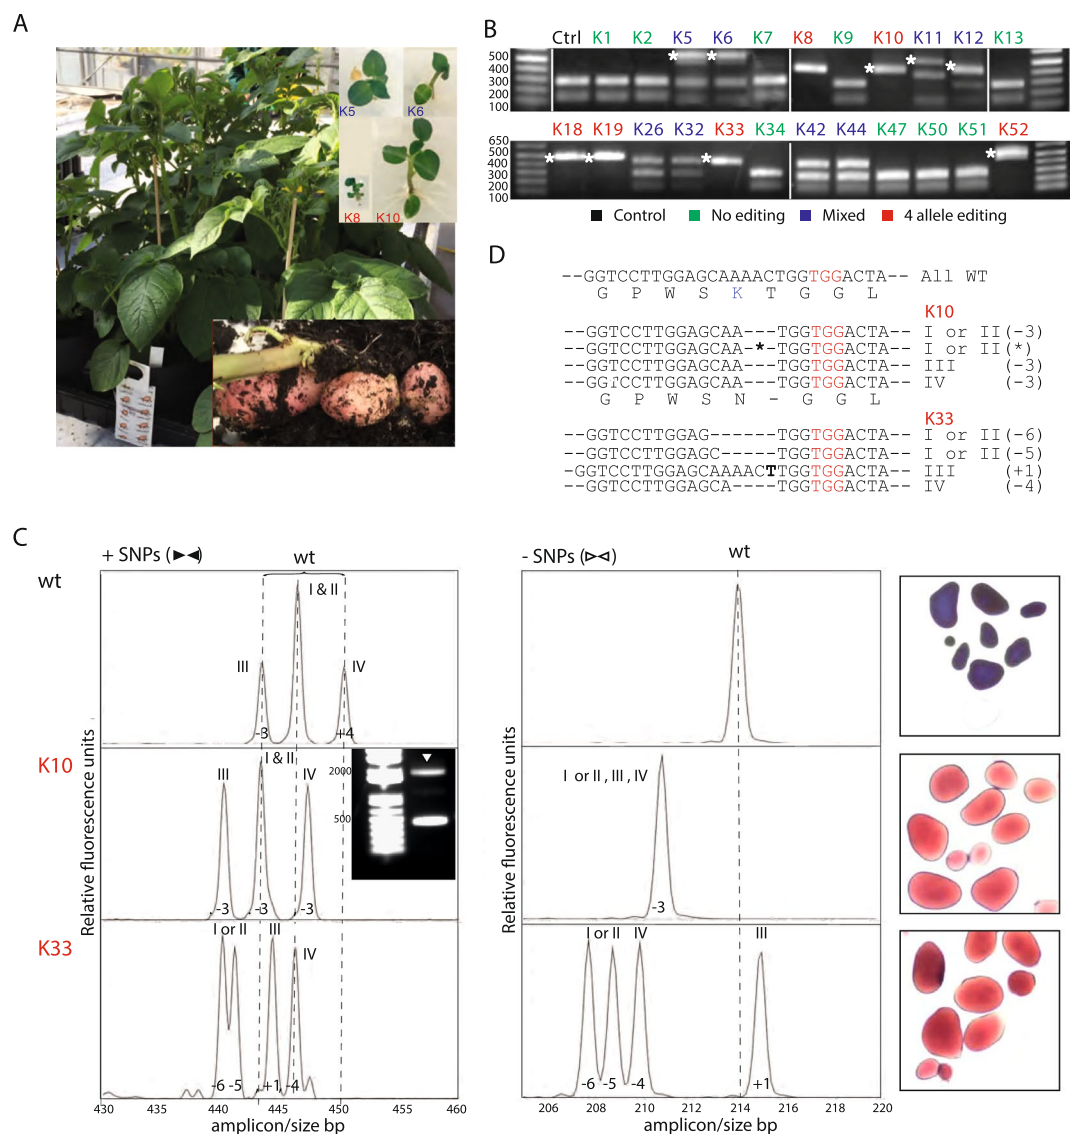 A
K5
K6
K8
K10
B
Ctrl K1 K2 K5 K6 K7 K8 K9 K10 K11 K12 K13
500
400
300
200
100
* * * * *
K18 K19 K26 K32 K33 K34 K42 K44 K47 K50 K51 K52
650
500
400
300
200
100
* * * *
Control No editing Mixed 4 allele editing
D
--GGTCCTTGGAGCAAAACTGGTGGACTA-- All WT
G P W S K T G G L
K10
--GGTCCTTGGAGCAA---TGGTGGACTA-- I or II(-3)
--GGTCCTTGGAGCAA-*-TGGTGGACTA-- I or II(*)
--GGTCCTTGGAGCAA---TGGTGGACTA-- III (-3)
--GGTCCTTGGAGCAA---TGGTGGACTA-- IV (-3)
G P W S N - G G L
K33
--GGTCCTTGGAG------TGGTGGACTA-- I or II(-6)
--GGTCCTTGGAGC-----TGGTGGACTA-- I or II(-5)
-GGTCCTTGGAGCAAAACTTGGTGGACTA-- III (+1)
--GGTCCTTGGAGCA----TGGTGGACTA-- IV (-4)
C
+ SNPs (►◄)
wt
wt
I & II
III
IV
-3
+4
K10
III
I & II
IV
2000
500
-3 -3 -3
K33
I or II III IV
-6 -5 +1 -4
Relative fluorescence units
430 435 440 445 450 455 460
amplicon/size bp
- SNPs (▷◁)
wt
I or II , III , IV
-3
I or II IV III
-6 -5 -4 +1
Relative fluorescence units
206 208 210 212 214 216 218 220
amplicon/size bp